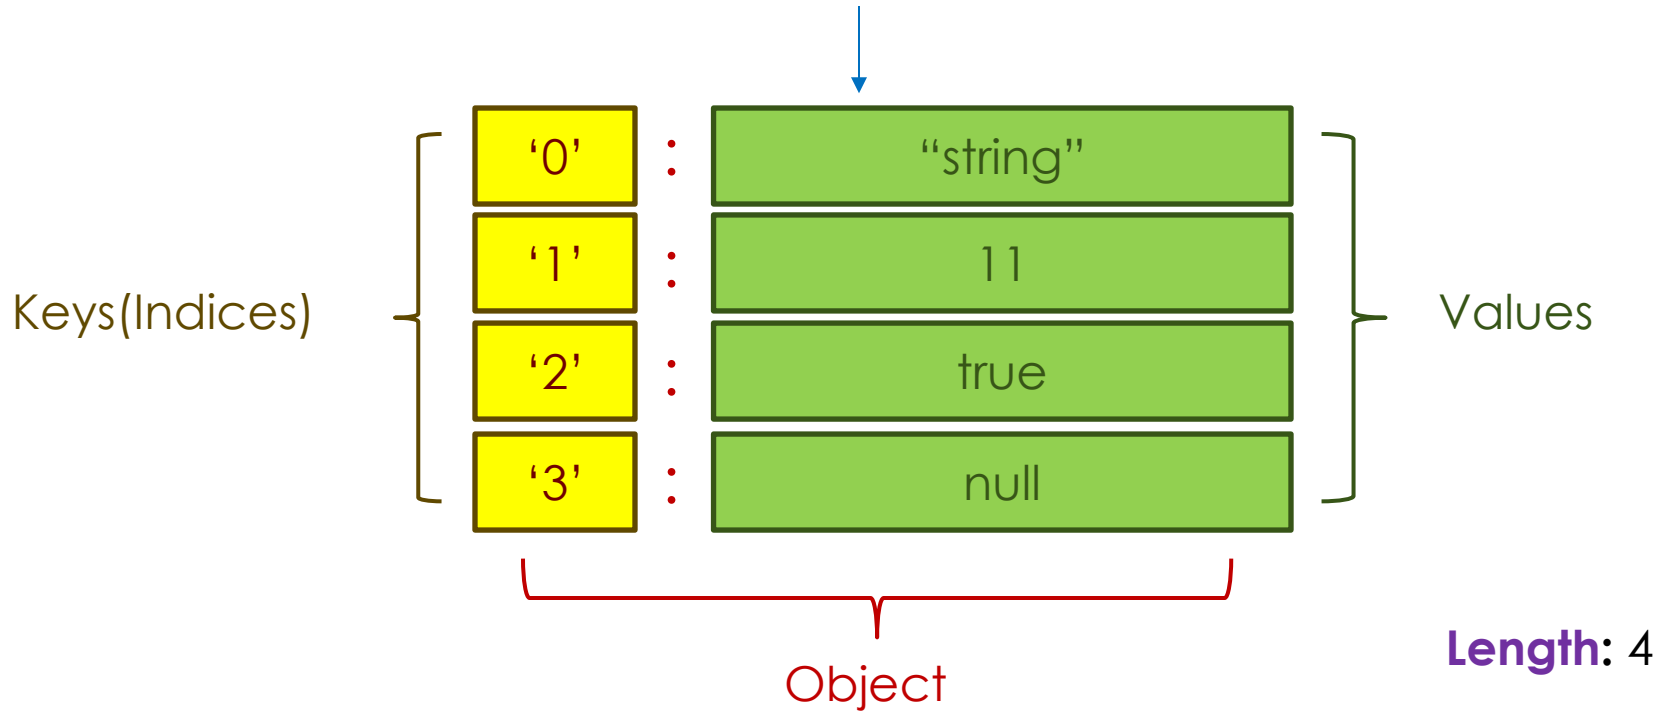 ‘0’ : “string”
‘1’ : 11
Keys(Indices)
Values
‘2’ : true
‘3’ : null
Object
Length: 4